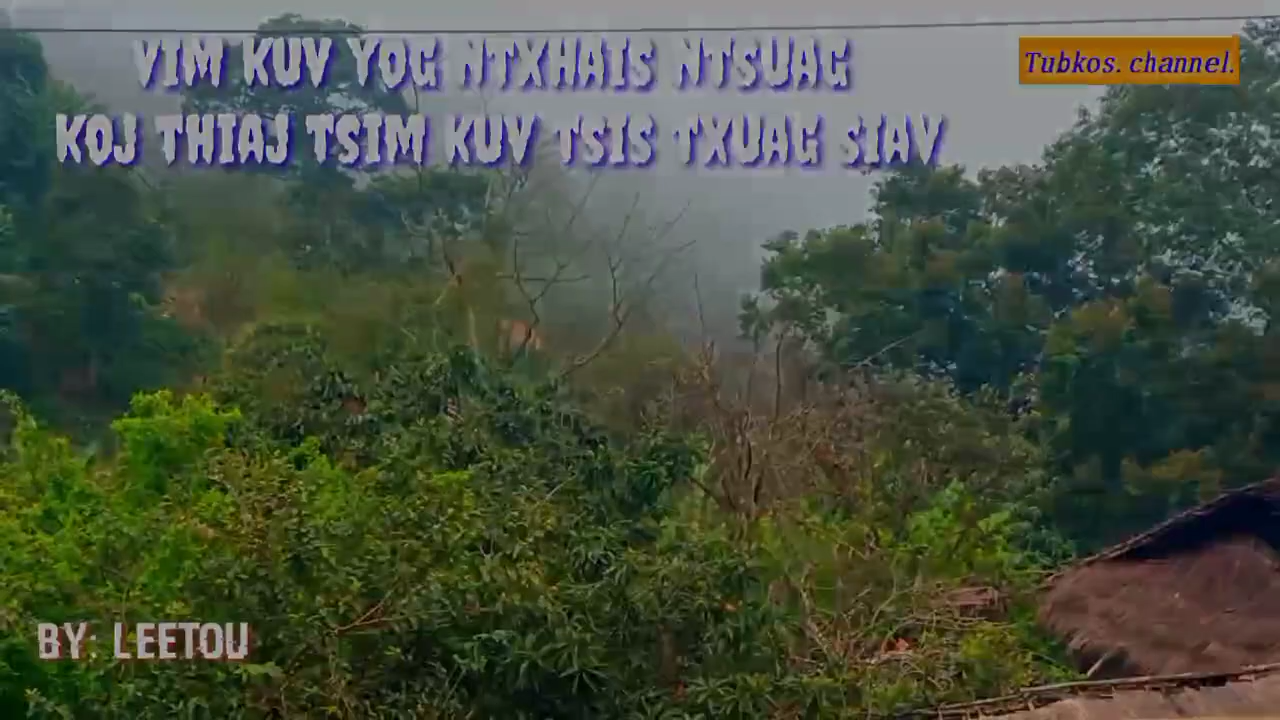 VIM KUV YOG NTXHAIS NTSUAG
Tubkos. channel.
KOJ THIAJ TSIM KUV TSIS TXUAG SIAV
BY: LEETOU